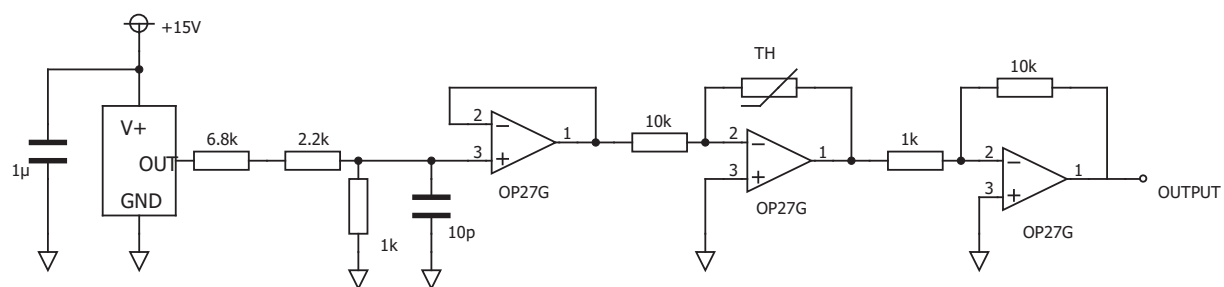 +15V
TH
10k
V+
6.8k
2.2k
2
−
1
10k
2
−
1
1k
2
−
1
1µ
OUT
3
+
3
+
3
+
OUTPUT
GND
OP27G
OP27G
OP27G
1k
10p